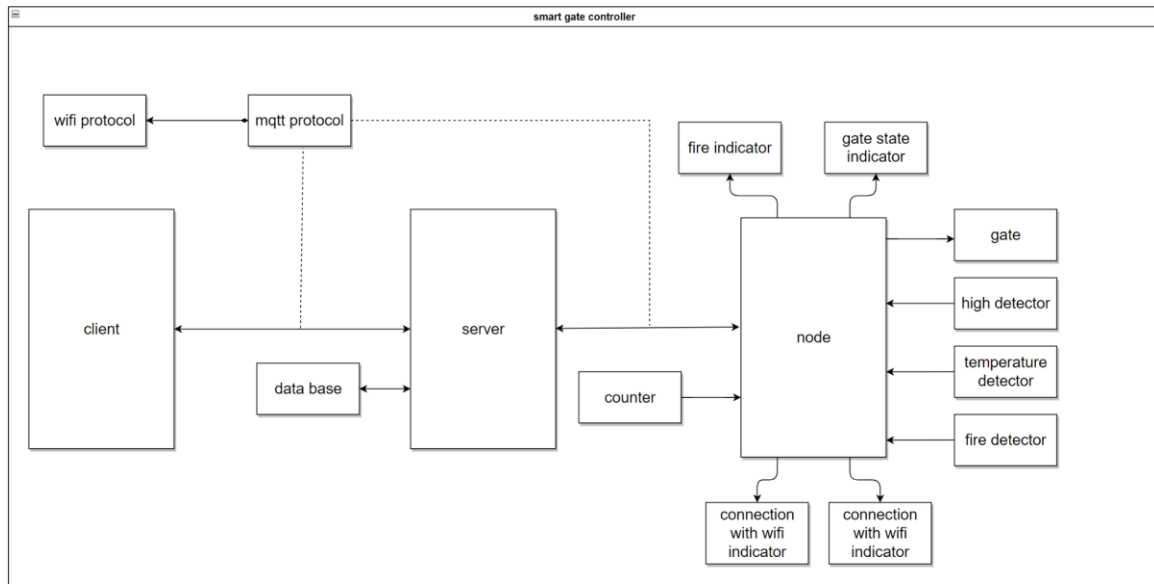 smart gate controller
wifi protocol
mqtt protocol
fire indicator
gate state
indicator
gate
client
server
node
high detector
data base
counter
temperature
detector
fire detector
connection
with wifi
indicator
connection
with wifi
indicator